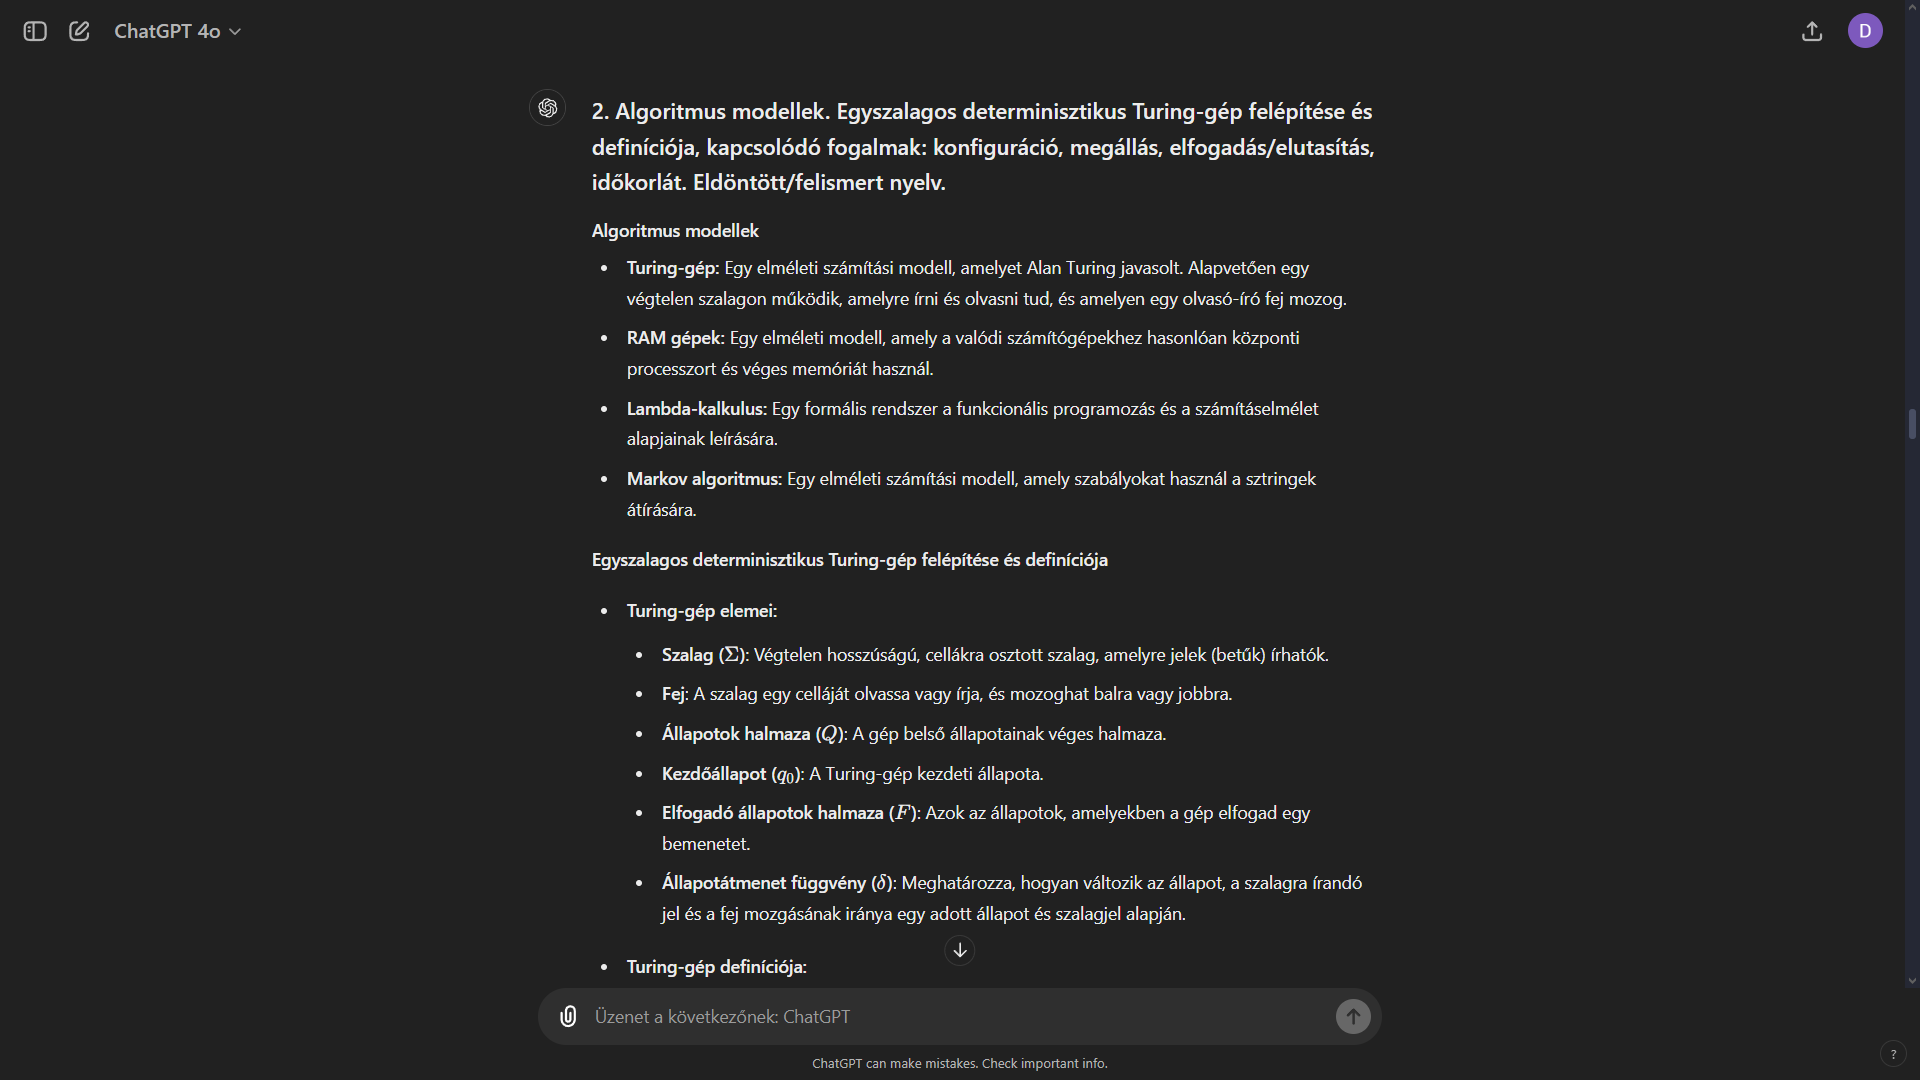 ChatGPT 4o
D
2. Algoritmus modellek. Egyszalagos determinisztikus Turing-gép felépítése és
definíciója, kapcsolódó fogalmak: konfiguráció, megállás, elfogadás/elutasítás,
időkorlát. Eldöntött/felismert nyelv.
Algoritmus modellek
• Turing-gép: Egy elméleti számítási modell, amelyet Alan Turing javasolt. Alapvetően egy
végtelen szalagon működik, amelyre írni és olvasni tud, és amelyen egy olvasó-író fej mozog.
• RAM gépek: Egy elméleti modell, amely a valódi számítógépekhez hasonlóan központi
processzort és véges memóriát használ.
• Lambda-kalkulus: Egy formális rendszer a funkcionális programozás és a számításelmélet
alapjainak leírására.
• Markov algoritmus: Egy elméleti számítási modell, amely szabályokat használ a sztringek
átírására.
Egyszalagos determinisztikus Turing-gép felépítése és definíciója
• Turing-gép elemei:
• Szalag (Σ): Végtelen hosszúságú, cellákra osztott szalag, amelyre jelek (betűk) írhatók.
• Fej: A szalag egy celláját olvassa vagy írja, és mozoghat balra vagy jobbra.
• Állapotok halmaza (Q): A gép belső állapotainak véges halmaza.
• Kezdőállapot (q₀): A Turing-gép kezdeti állapota.
• Elfogadó állapotok halmaza (F): Azok az állapotok, amelyekben a gép elfogad egy
bemenetet.
• Állapotátmenet függvény (δ): Meghatározza, hogyan változik az állapot, a szalagra írandó
jel és a fej mozgásának iránya egy adott állapot és szalagjel alapján.
• Turing-gép definíciója:
Üzenet a következőnek: ChatGPT
ChatGPT can make mistakes. Check important info.
?